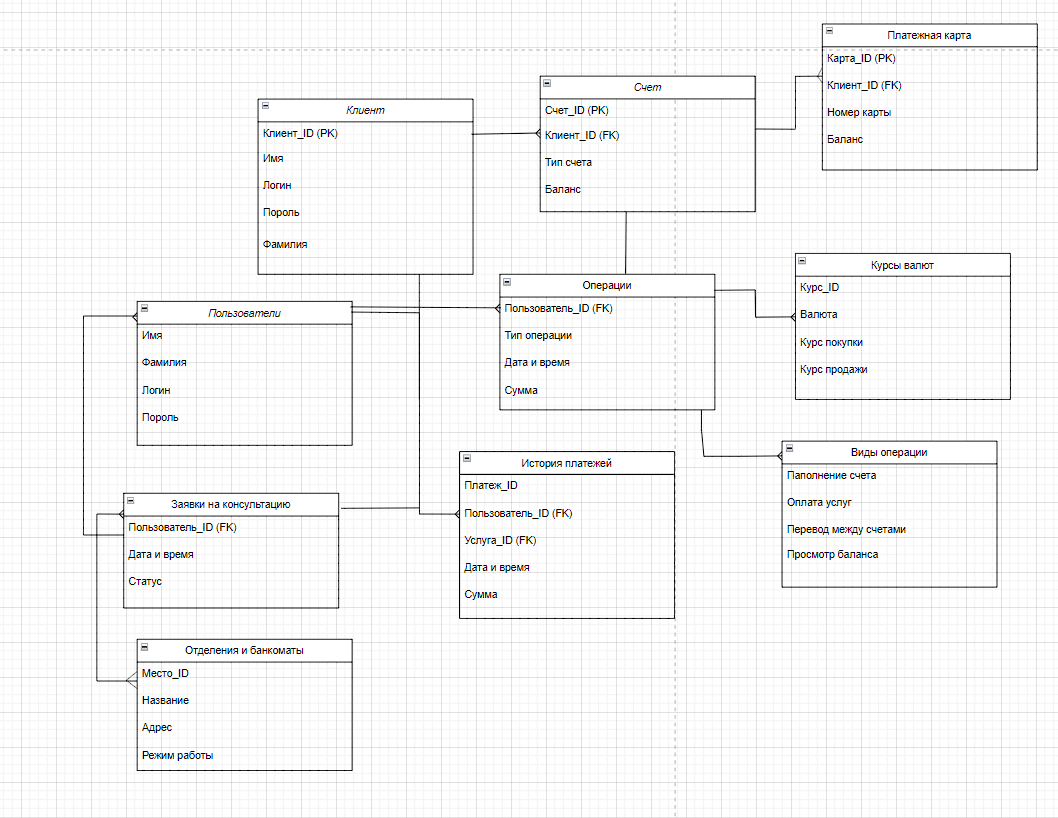 Платежная карта
Карта_ID (PK)
Клиент_ID (FK)
Номер карты
Баланс
Счет
Счет_ID (PK)
Клиент_ID (FK)
Тип счета
Баланс
Клиент
Клиент_ID (PK)
Имя
Логин
Пороль
Фамилия
Курсы валют
Курс_ID
Валюта
Курс покупки
Курс продажи
Операции
Пользователь_ID (FK)
Тип операции
Дата и время
Сумма
Пользователи
Имя
Фамилия
Логин
Пороль
Виды операции
Паполнение счета
Оплата услуг
Перевод между счетами
Просмотр баланса
История платежей
Платеж_ID
Пользователь_ID (FK)
Услуга_ID (FK)
Дата и время
Сумма
Заявки на консультацию
Пользователь_ID (FK)
Дата и время
Статус
Отделения и банкоматы
Место_ID
Название
Адрес
Режим работы